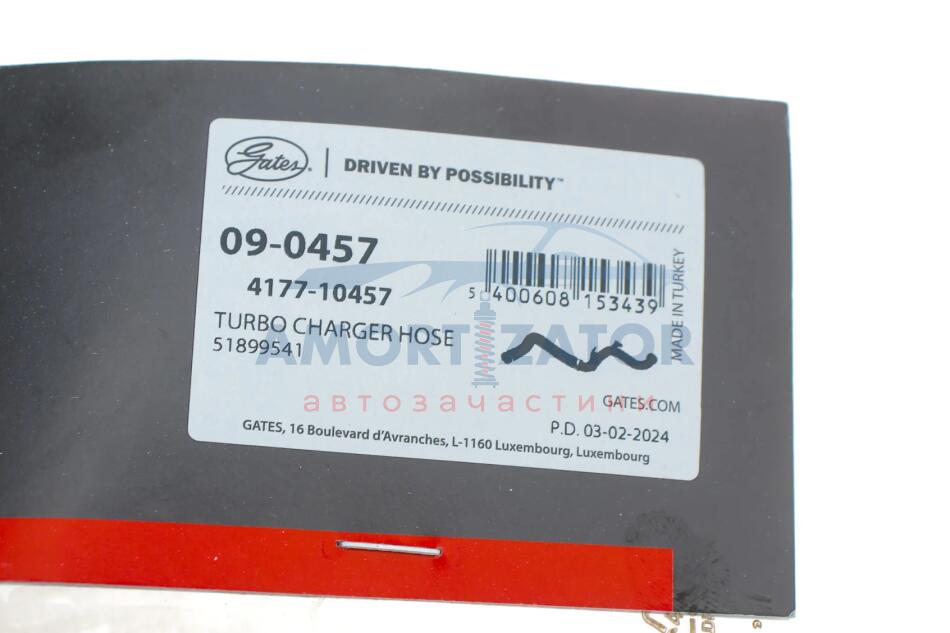 Gates® | DRIVEN BY POSSIBILITY™
09-0457
4177-10457
TURBO CHARGER HOSE
51899541
5 400608 153439
MADE IN TURKEY
AMORTIZATOR
автозачастини
GATES.COM
P.D. 03-02-2024
GATES, 16 Boulevard d'Avranches, L-1160 Luxembourg, Luxembourg